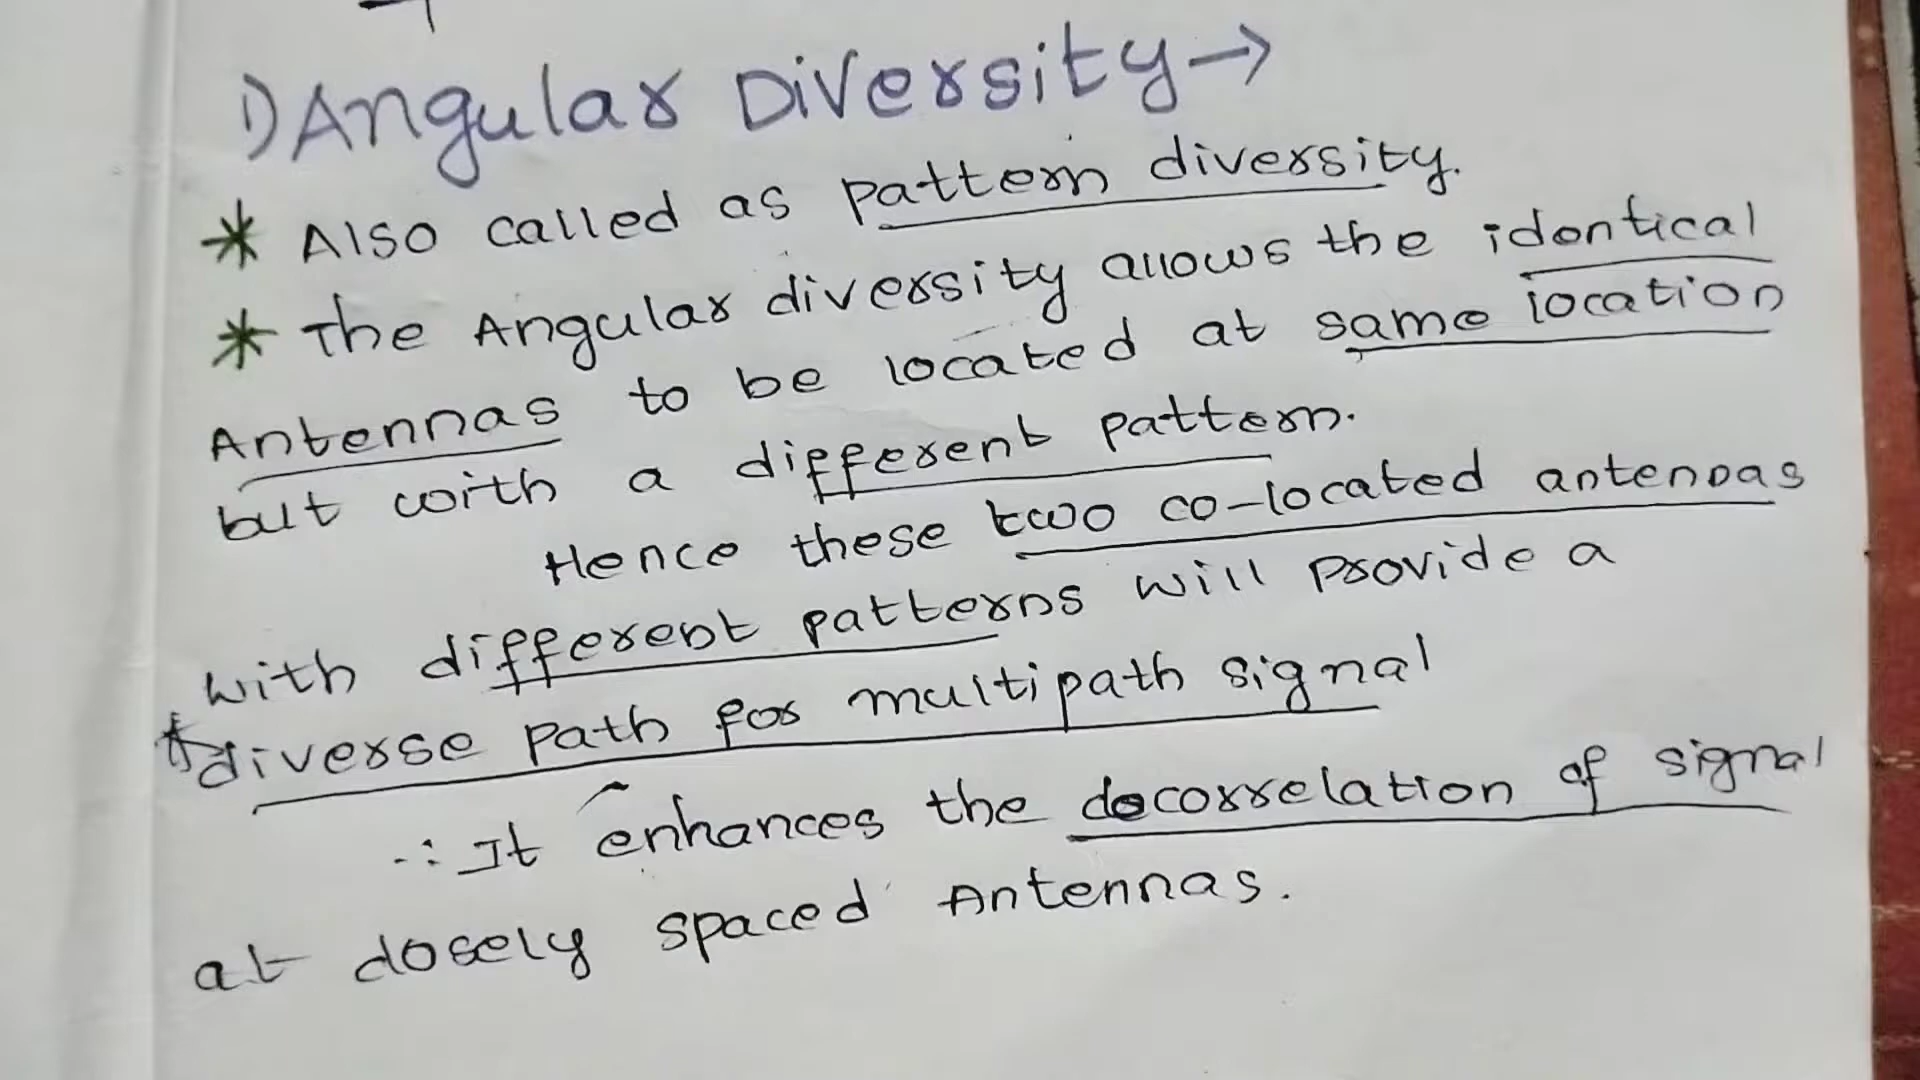 1) Angular Diversity →
* Also called as pattern diversity.
* The Angular diversity allows the identical
Antennas to be located at same location
but with a different pattern.
Hence these two co-located antennas
with different patterns will provide a
* diverse path for multipath signal
∴ It enhances the decorrelation of signal
at closely spaced Antennas.